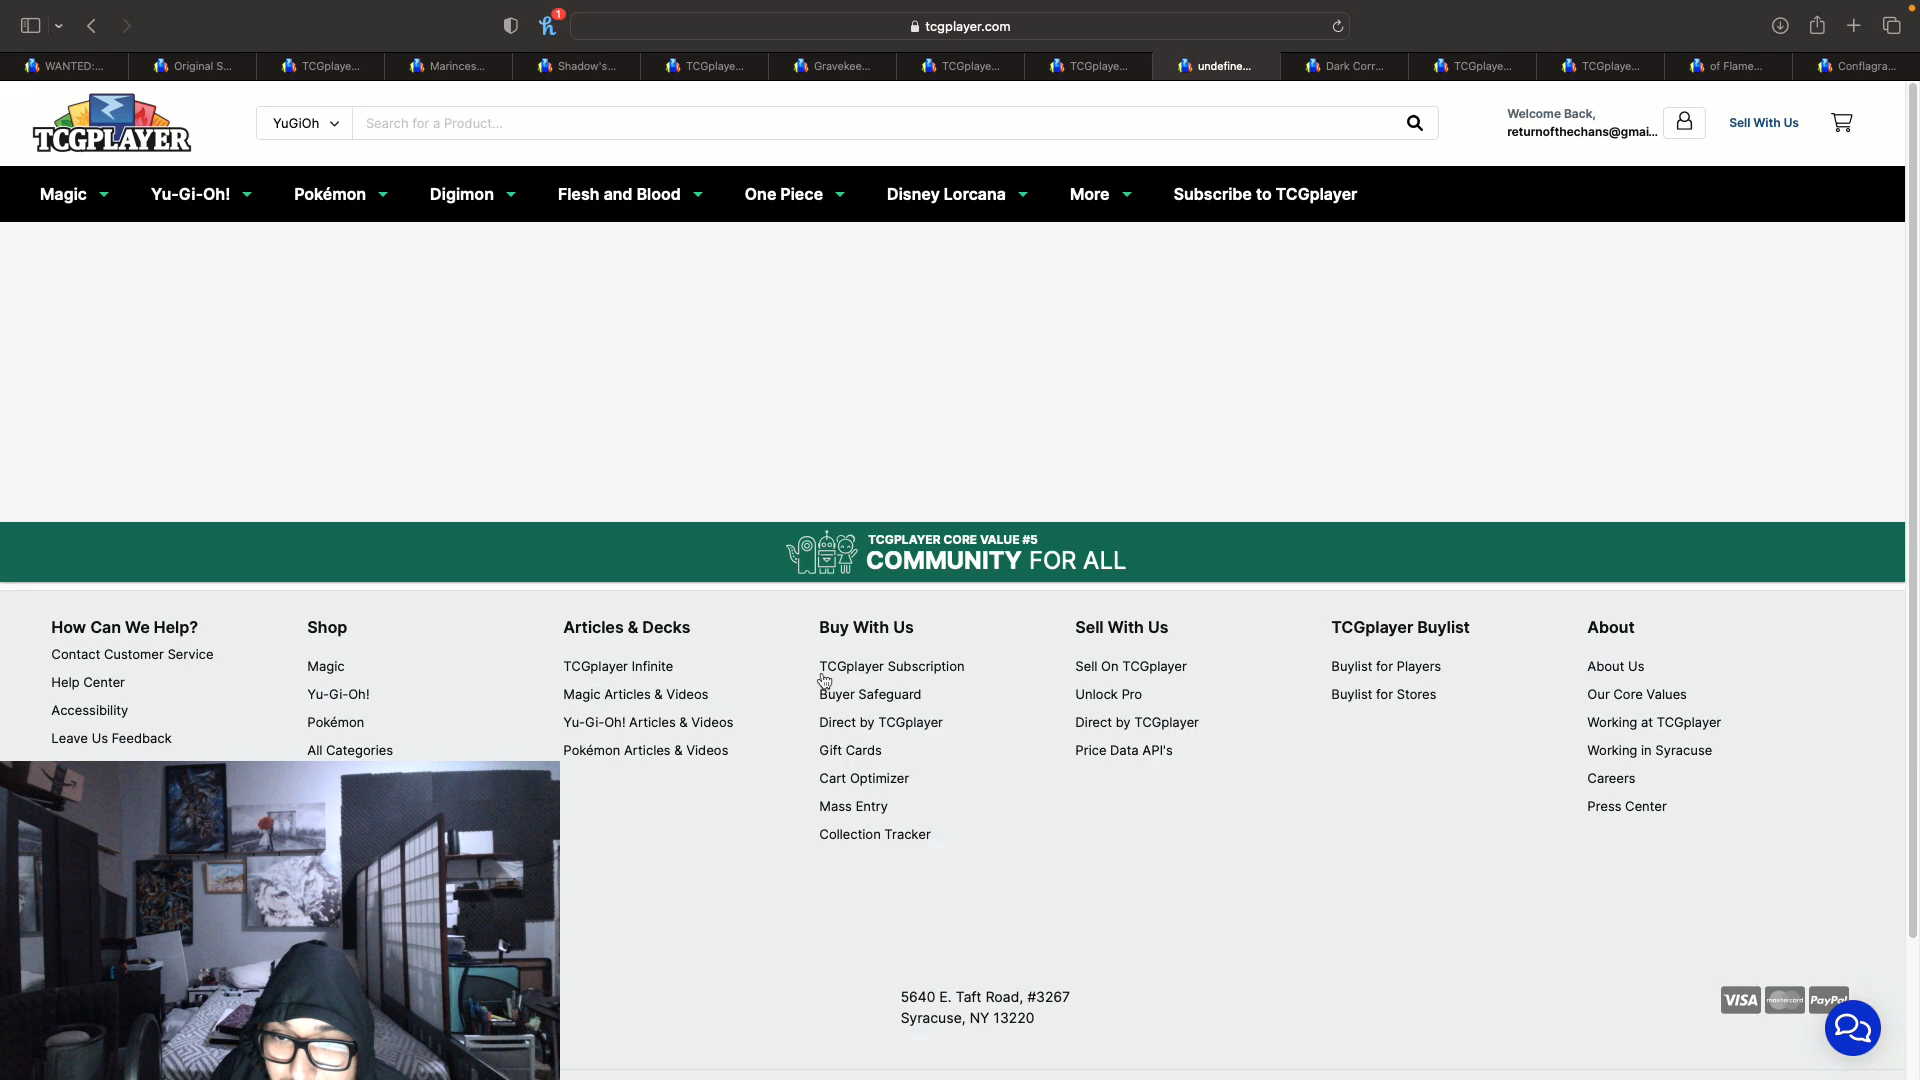 1
tcgplayer.com
WANTED:...
Original S...
TCGplaye...
Marinces...
Shadow's...
TCGplaye...
Gravekee...
TCGplaye...
TCGplaye...
undefine...
Dark Corr...
TCGplaye...
TCGplaye...
of Flame...
Conflagra...
TCGPLAYER
YuGiOh
Search for a Product...
Welcome Back,
returnofthechans@gmai...
Sell With Us
Magic
Yu-Gi-Oh!
Pokémon
Digimon
Flesh and Blood
One Piece
Disney Lorcana
More
Subscribe to TCGplayer
TCGPLAYER CORE VALUE #5
COMMUNITY FOR ALL
How Can We Help?
Contact Customer Service
Help Center
Accessibility
Leave Us Feedback
Shop
Magic
Yu-Gi-Oh!
Pokémon
All Categories
Articles & Decks
TCGplayer Infinite
Magic Articles & Videos
Yu-Gi-Oh! Articles & Videos
Pokémon Articles & Videos
Buy With Us
TCGplayer Subscription
Buyer Safeguard
Direct by TCGplayer
Gift Cards
Cart Optimizer
Mass Entry
Collection Tracker
Sell With Us
Sell On TCGplayer
Unlock Pro
Direct by TCGplayer
Price Data API's
TCGplayer Buylist
Buylist for Players
Buylist for Stores
About
About Us
Our Core Values
Working at TCGplayer
Working in Syracuse
Careers
Press Center
5640 E. Taft Road, #3267
Syracuse, NY 13220
VISA
mastercard
PayPal